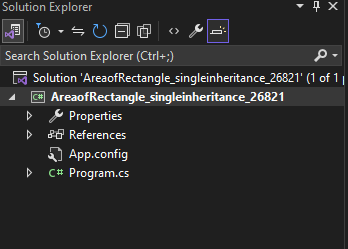 Solution Explorer
Search Solution Explorer (Ctrl+;)
Solution 'AreaofRectangle_singleinheritance_26821' (1 of 1 p
C# AreaofRectangle_singleinheritance_26821
Properties
References
App.config
C# Program.cs